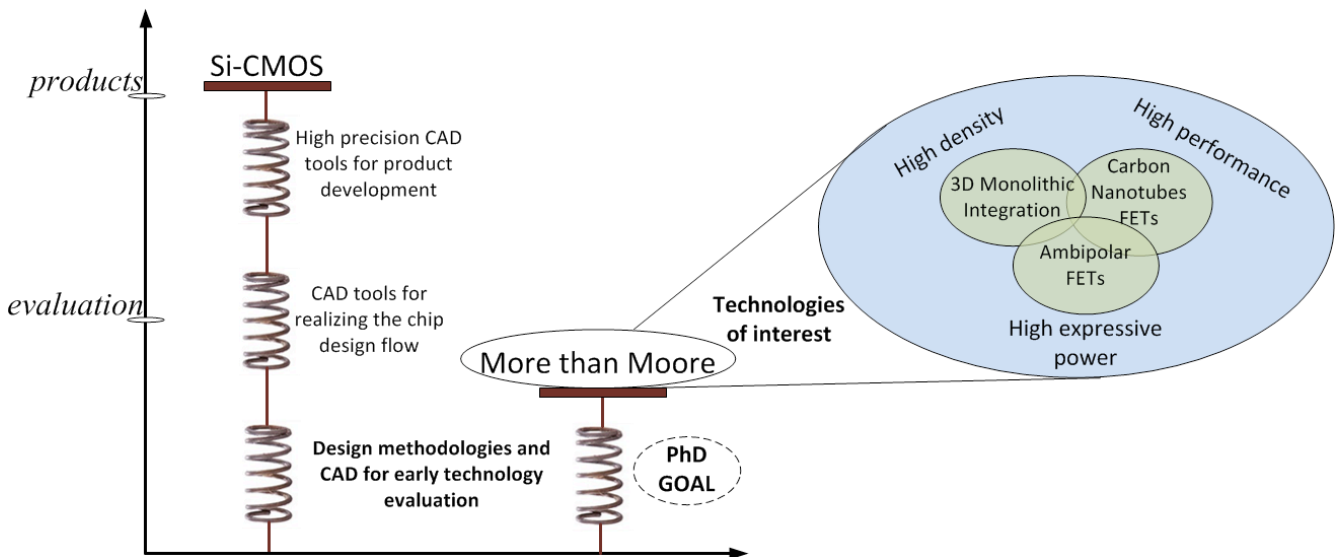 products
evaluation
Si-CMOS
High precision CAD
tools for product
development
CAD tools for
realizing the chip
design flow
Design methodologies and
CAD for early technology
evaluation
More than Moore
PhD
GOAL
Technologies
of interest
High density
High performance
3D Monolithic
Integration
Carbon
Nanotubes
FETs
Ambipolar
FETs
High expressive
power